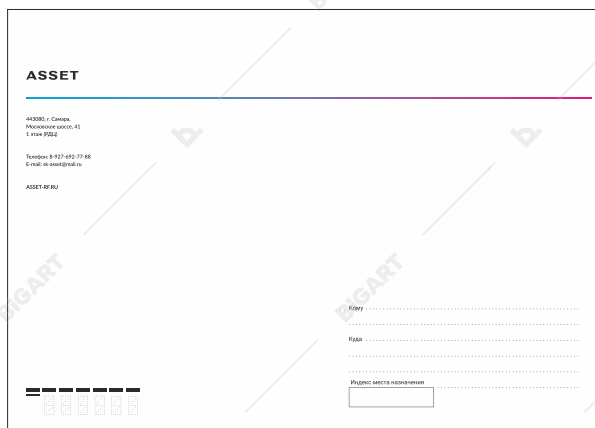 ASSET
443080, г. Самара,
Московское шоссе, 41
1 этаж (РДЦ)
Телефон: 8-927-692-77-88
E-mail: sk-asset@mail.ru
ASSET-RF.RU
BIGART
BIGART
Кому
Куда
Индекс места назначения